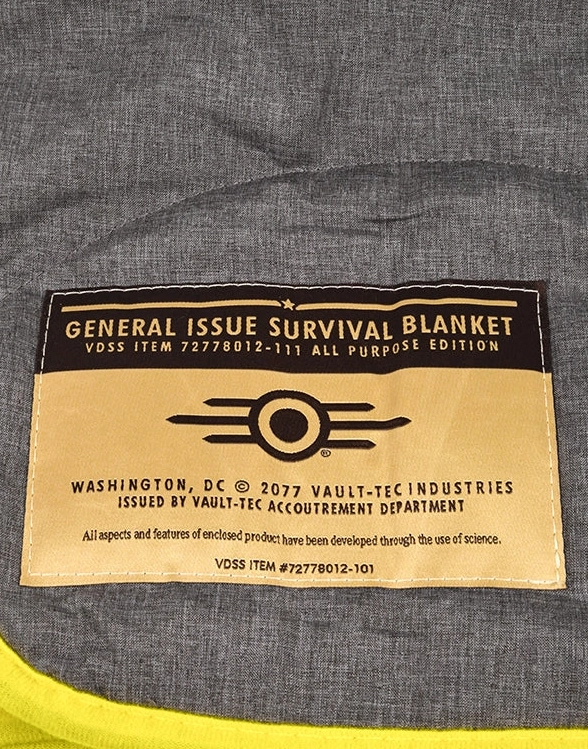 GENERAL ISSUE SURVIVAL BLANKET
VDSS ITEM 72778012-111 ALL PURPOSE EDITION
®
WASHINGTON, DC © 2077 VAULT-TEC INDUSTRIES
ISSUED BY VAULT-TEC ACCOUTREMENT DEPARTMENT
All aspects and features of enclosed product have been developed through the use of science.
VDSS ITEM #72778012-101